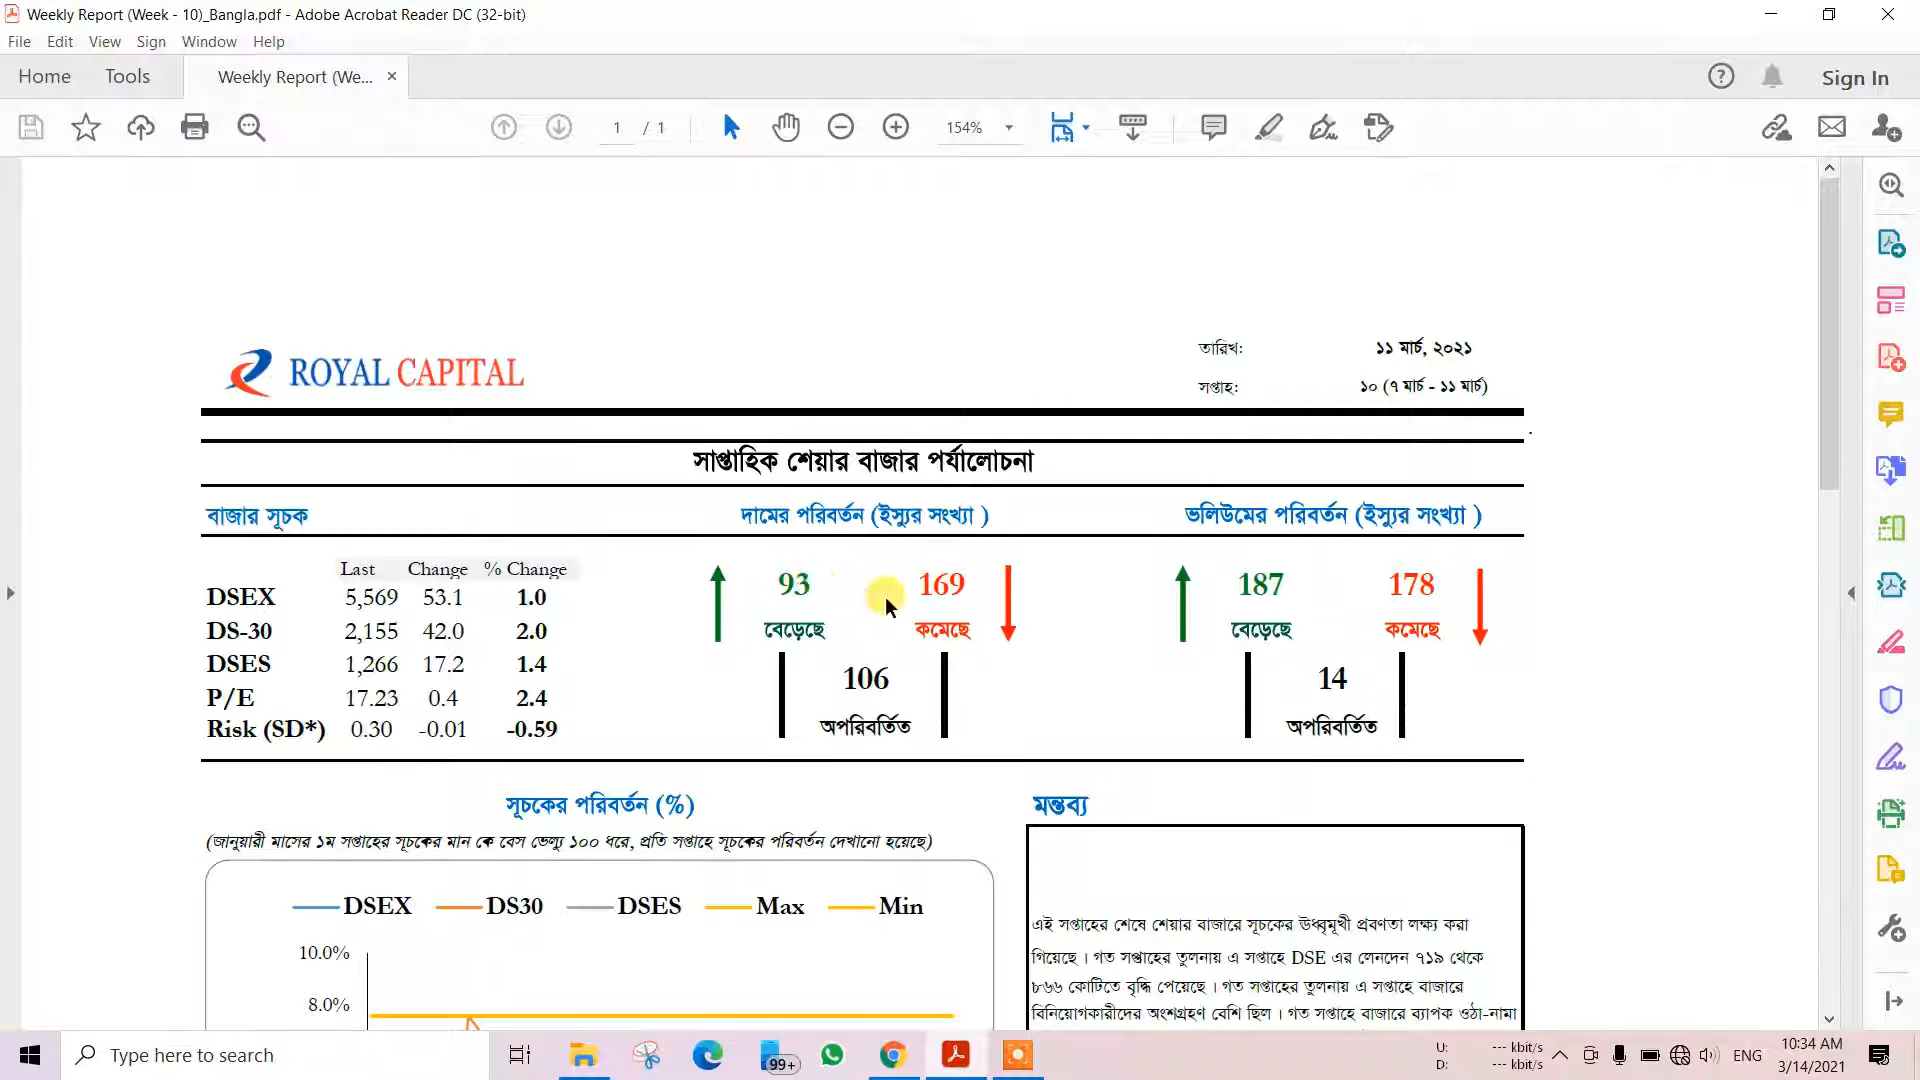 Weekly Report (Week - 10)_Bangla.pdf - Adobe Acrobat Reader DC (32-bit)
File Edit View Sign Window Help
Home Tools Weekly Report (We... × Sign In
1 / 1 154%
ROYAL CAPITAL
তারিখ: ১১ মার্চ, ২০২১
সপ্তাহ: ১০ (৭ মার্চ - ১১ মার্চ)
সাপ্তাহিক শেয়ার বাজার পর্যালোচনা
বাজার সূচক দামের পরিবর্তন (ইস্যুর সংখ্যা ) ভলিউমের পরিবর্তন (ইস্যুর সংখ্যা )
Last Change % Change
DSEX 5,569 53.1 1.0
DS-30 2,155 42.0 2.0
DSES 1,266 17.2 1.4
P/E 17.23 0.4 2.4
Risk (SD*) 0.30 -0.01 -0.59
93 169
বেড়েছে কমেছে
106
অপরিবর্তিত
187 178
বেড়েছে কমেছে
14
অপরিবর্তিত
সূচকের পরিবর্তন (%)
(জানুয়ারী মাসের ১ম সপ্তাহের সূচকের মান কে বেস ভেল্যু ১০০ ধরে, প্রতি সপ্তাহে সূচকের পরিবর্তন দেখানো হয়েছে)
DSEX DS30 DSES Max Min
10.0%
8.0%
মন্তব্য
এই সপ্তাহের শেষে শেয়ার বাজারে সূচকের উর্ধ্বমূখী প্রবণতা লক্ষ্য করা
গিয়েছে। গত সপ্তাহের তুলনায় এ সপ্তাহে DSE এর লেনদেন ৭১৯ থেকে
৮৬৬ কোটিতে বৃদ্ধি পেয়েছে। গত সপ্তাহের তুলনায় এ সপ্তাহে বাজারে
বিনিয়োগকারীদের অংশগ্রহণ বেশি ছিল। গত সপ্তাহে বাজারে ব্যাপক ওঠা-নামা
Type here to search
99+
U: --- kbit/s
D: --- kbit/s
ENG
10:34 AM
3/14/2021